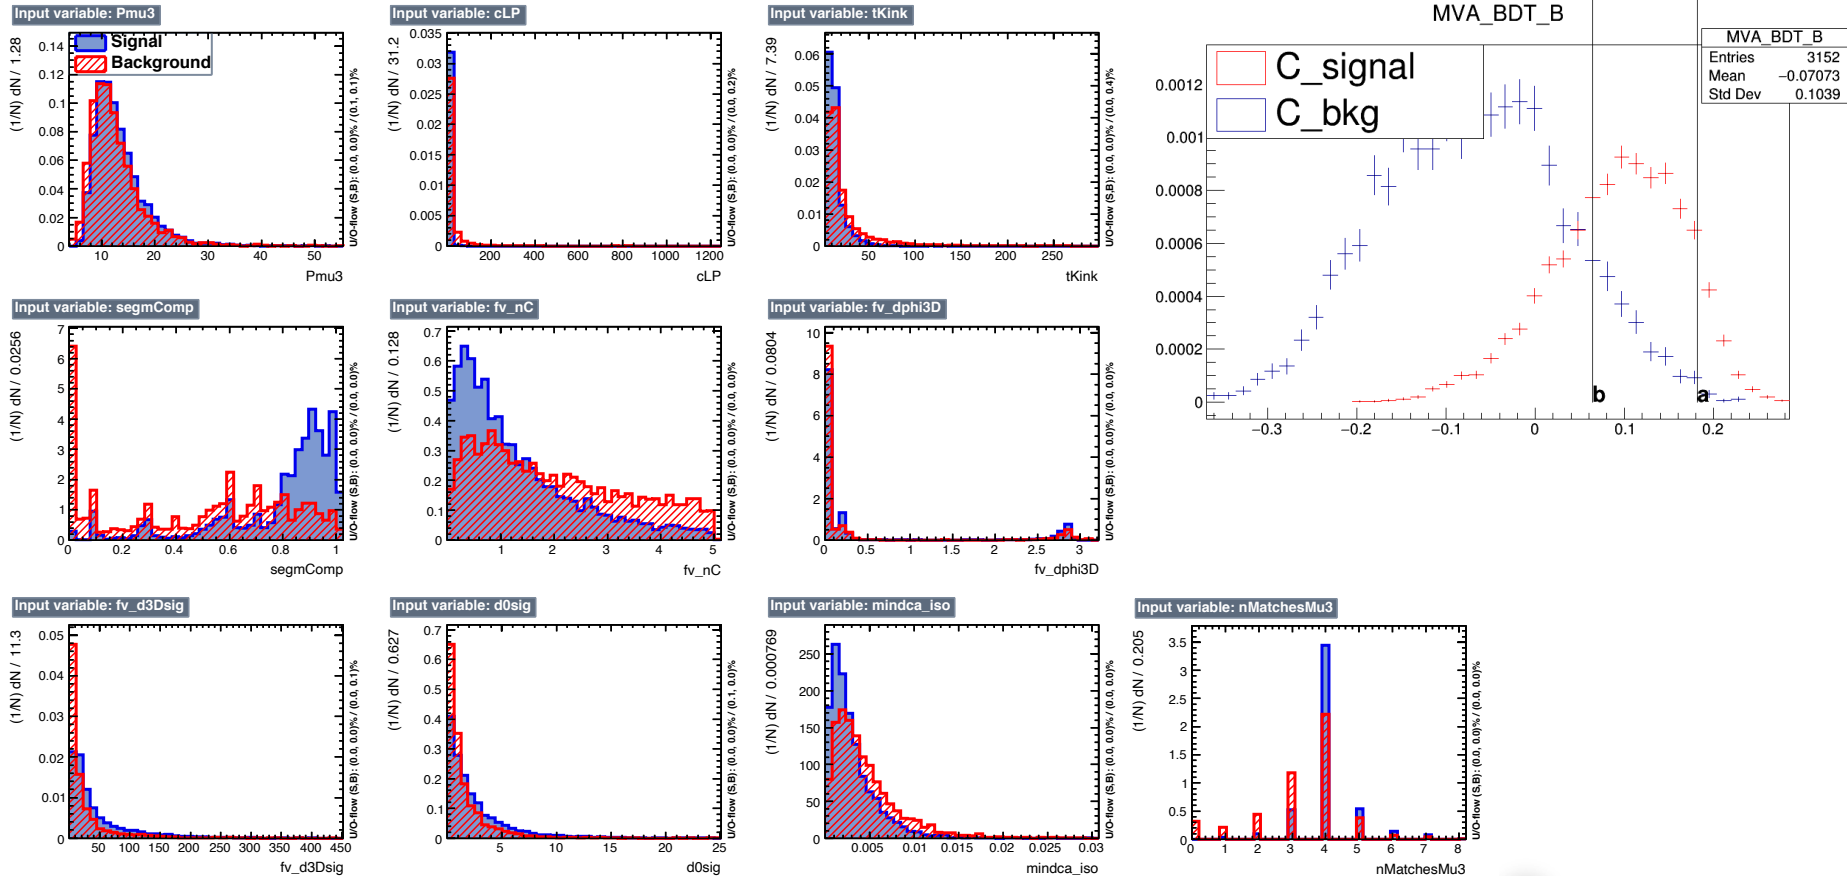 Input variable: Pmu3
(1/N) dN / 1.28
0.14
0.12
0.1
0.08
0.06
0.04
0.02
0
Signal
Background
10
20
30
40
50
Pmu3
U/O-flow (S,B): (0.0, 0.0)% / (0.1, 0.1)%
Input variable: cLP
(1/N) dN / 31.2
0.035
0.03
0.025
0.02
0.015
0.01
0.005
0
200
400
600
800
1000
1200
cLP
U/O-flow (S,B): (0.0, 0.0)% / (0.0, 0.2)%
Input variable: tKink
(1/N) dN / 7.39
0.06
0.05
0.04
0.03
0.02
0.01
0
50
100
150
200
250
tKink
U/O-flow (S,B): (0.0, 0.0)% / (0.0, 0.4)%
MVA_BDT_B
C_signal
C_bkg
MVA_BDT_B
Entries 3152
Mean −0.07073
Std Dev 0.1039
0.0012
0.001
0.0008
0.0006
0.0004
0.0002
0
b
a
−0.3
−0.2
−0.1
0
0.1
0.2
Input variable: segmComp
(1/N) dN / 0.0256
7
6
5
4
3
2
1
0
0
0.2
0.4
0.6
0.8
1
segmComp
U/O-flow (S,B): (0.0, 0.0)% / (0.0, 0.0)%
Input variable: fv_nC
(1/N) dN / 0.128
0.7
0.6
0.5
0.4
0.3
0.2
0.1
0
1
2
3
4
5
fv_nC
U/O-flow (S,B): (0.0, 0.0)% / (0.0, 0.0)%
Input variable: fv_dphi3D
(1/N) dN / 0.0804
10
8
6
4
2
0
0
0.5
1
1.5
2
2.5
3
fv_dphi3D
U/O-flow (S,B): (0.0, 0.0)% / (0.0, 0.0)%
Input variable: fv_d3Dsig
(1/N) dN / 11.3
0.05
0.04
0.03
0.02
0.01
0
50
100
150
200
250
300
350
400
450
fv_d3Dsig
U/O-flow (S,B): (0.0, 0.0)% / (0.0, 0.1)%
Input variable: d0sig
(1/N) dN / 0.627
0.7
0.6
0.5
0.4
0.3
0.2
0.1
0
5
10
15
20
25
d0sig
U/O-flow (S,B): (0.0, 0.0)% / (0.1, 0.0)%
Input variable: mindca_iso
(1/N) dN / 0.000769
250
200
150
100
50
0
0.005
0.01
0.015
0.02
0.025
0.03
mindca_iso
U/O-flow (S,B): (0.0, 0.0)% / (0.0, 0.0)%
Input variable: nMatchesMu3
(1/N) dN / 0.205
3.5
3
2.5
2
1.5
1
0.5
0
0
1
2
3
4
5
6
7
8
nMatchesMu3
U/O-flow (S,B): (0.0, 0.0)% / (0.0, 0.0)%